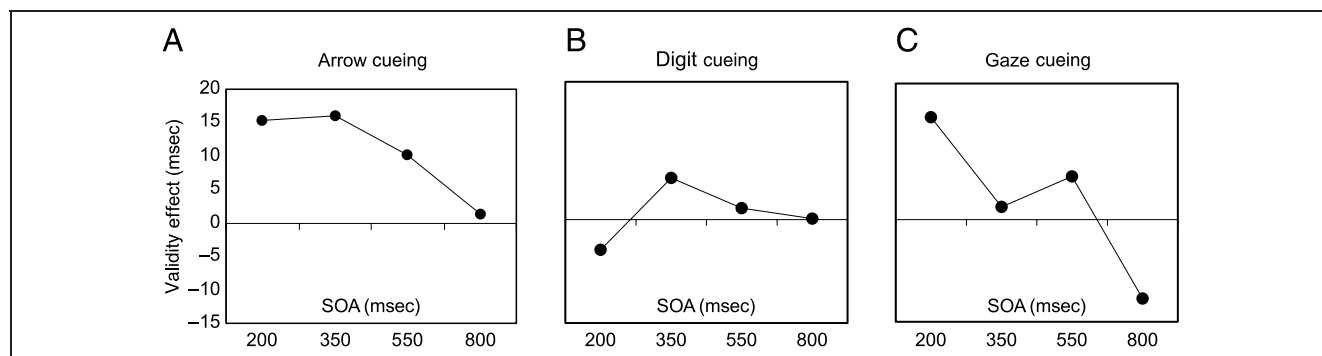 A
Arrow cueing
Validity effect (msec)
20
15
10
5
0
–5
–10
–15
SOA (msec)
200 350 550 800
B
Digit cueing
SOA (msec)
200 350 550 800
C
Gaze cueing
SOA (msec)
200 350 550 800